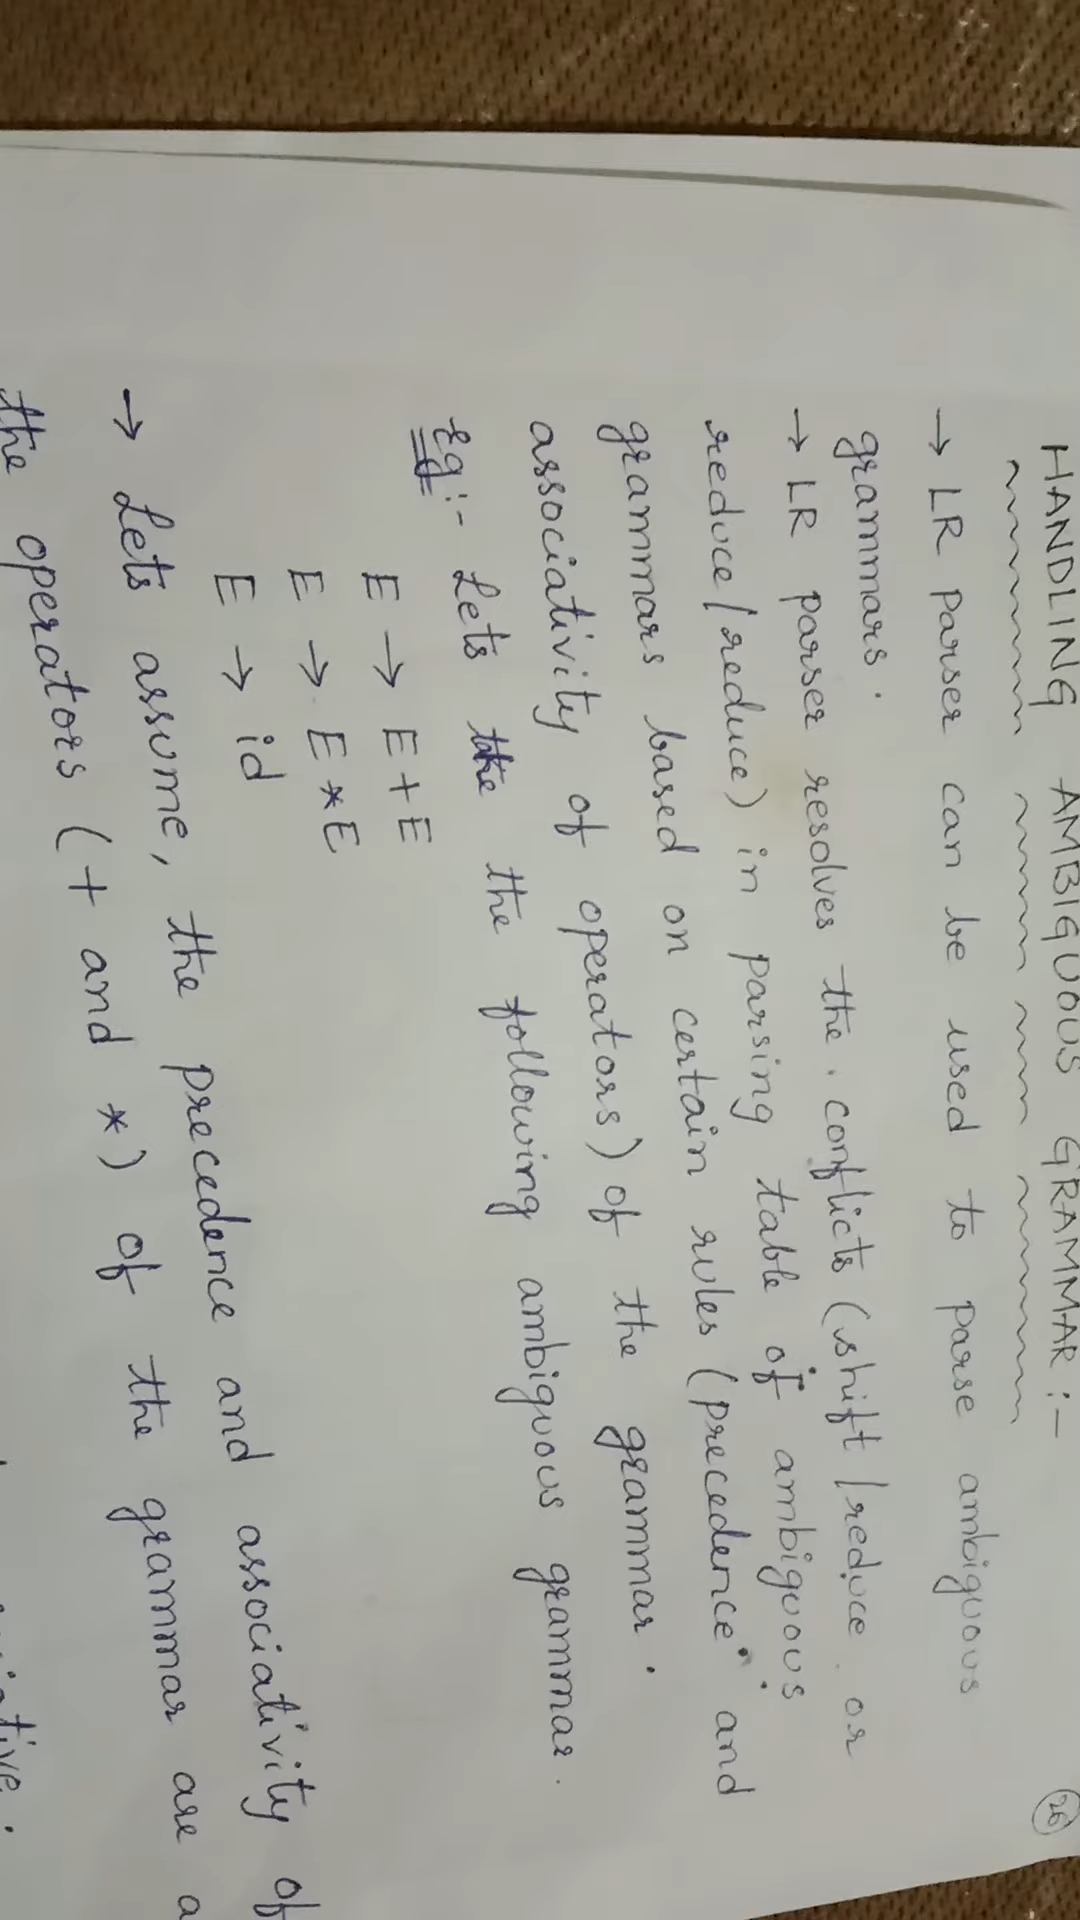 HANDLING AMBIGUOUS GRAMMAR :-
26
→ LR parser can be used to parse ambiguous
grammars.
→ LR parser resolves the conflicts (shift / reduce or
reduce / reduce) in parsing table of ambiguous
grammars based on certain rules (precedence and
associativity of operators) of the grammar.
Eg :- Lets take the following ambiguous grammar.
E → E + E
E → E * E
E → id
→ Lets assume, the precedence and associativity of
the operators (+ and *) of the grammar are a